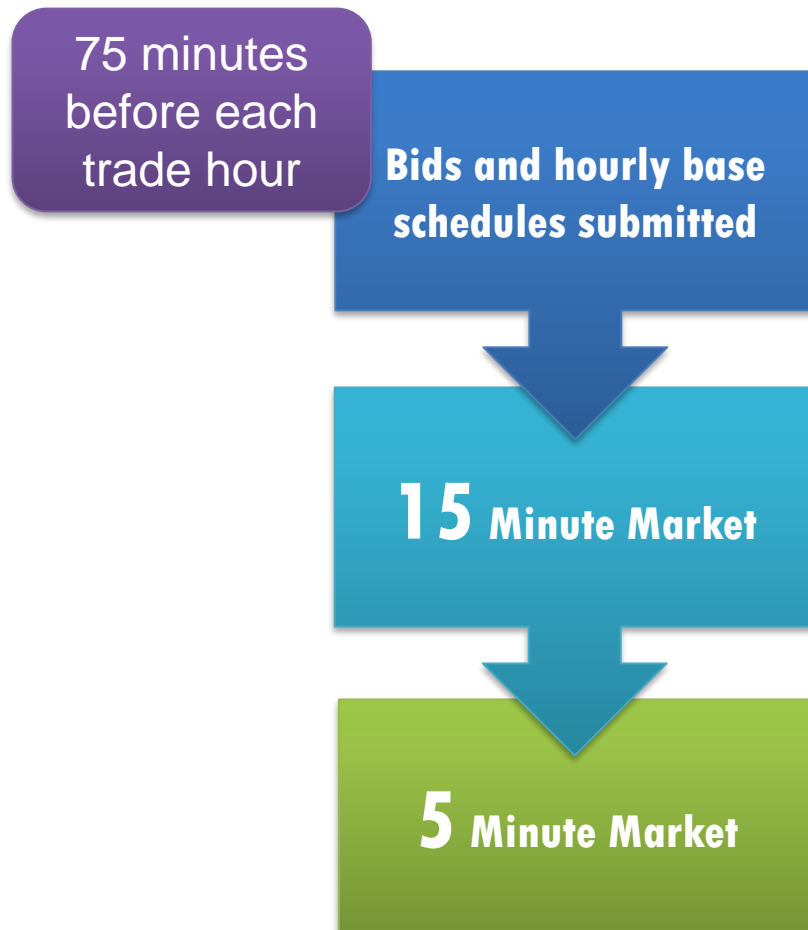 75 minutes
before each
trade hour
Bids and hourly base
schedules submitted
15 Minute Market
5 Minute Market